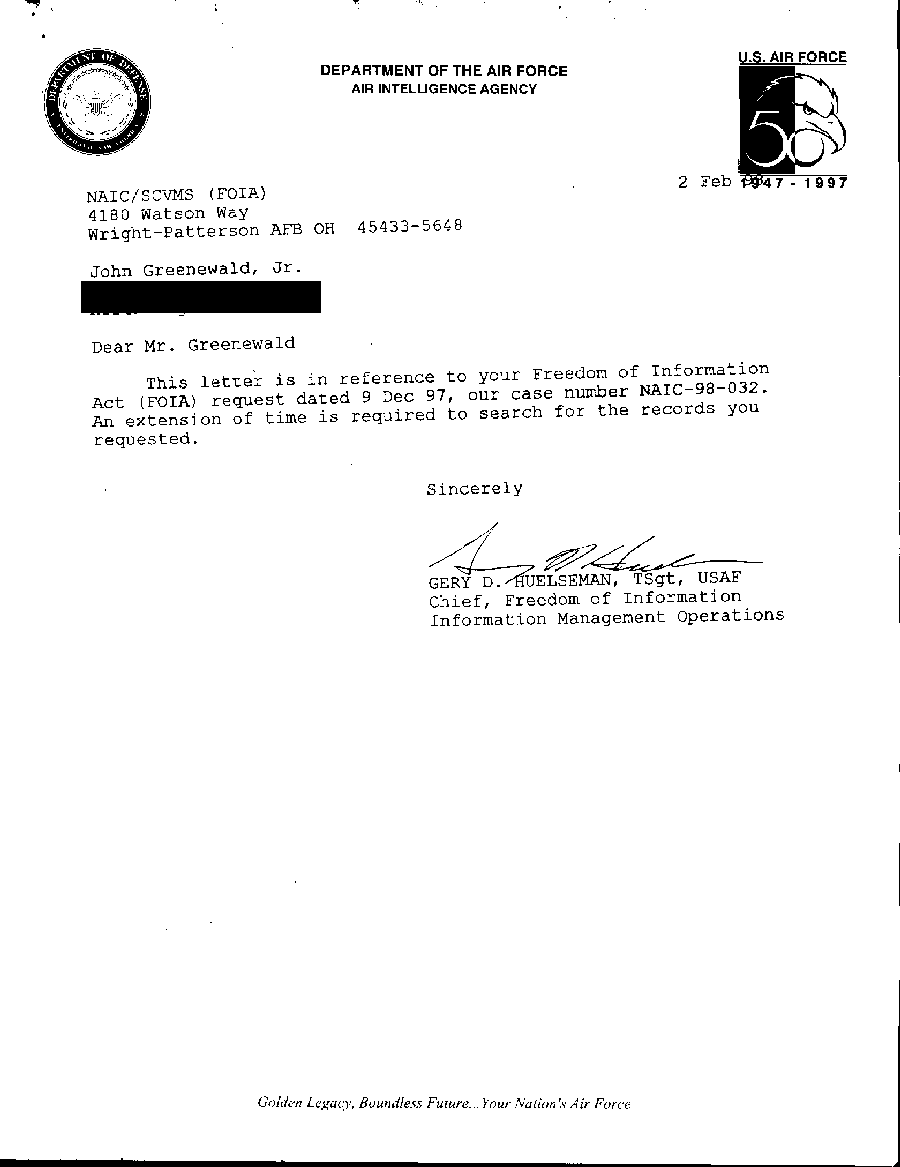 DEPARTMENT OF DEFENSE
UNITED STATES OF AMERICA
DEPARTMENT OF THE AIR FORCE
AIR INTELLIGENCE AGENCY
U.S. AIR FORCE
50
1947 - 1997
2 Feb 98
NAIC/SCVMS (FOIA)
4180 Watson Way
Wright-Patterson AFB OH 45433-5648
John Greenewald, Jr.
Dear Mr. Greenewald
This letter is in reference to your Freedom of Information
Act (FOIA) request dated 9 Dec 97, our case number NAIC-98-032.
An extension of time is required to search for the records you
requested.
Sincerely
GERY D. HUELSEMAN, TSgt, USAF
Chief, Freedom of Information
Information Management Operations
Golden Legacy, Boundless Future...Your Nation's Air Force